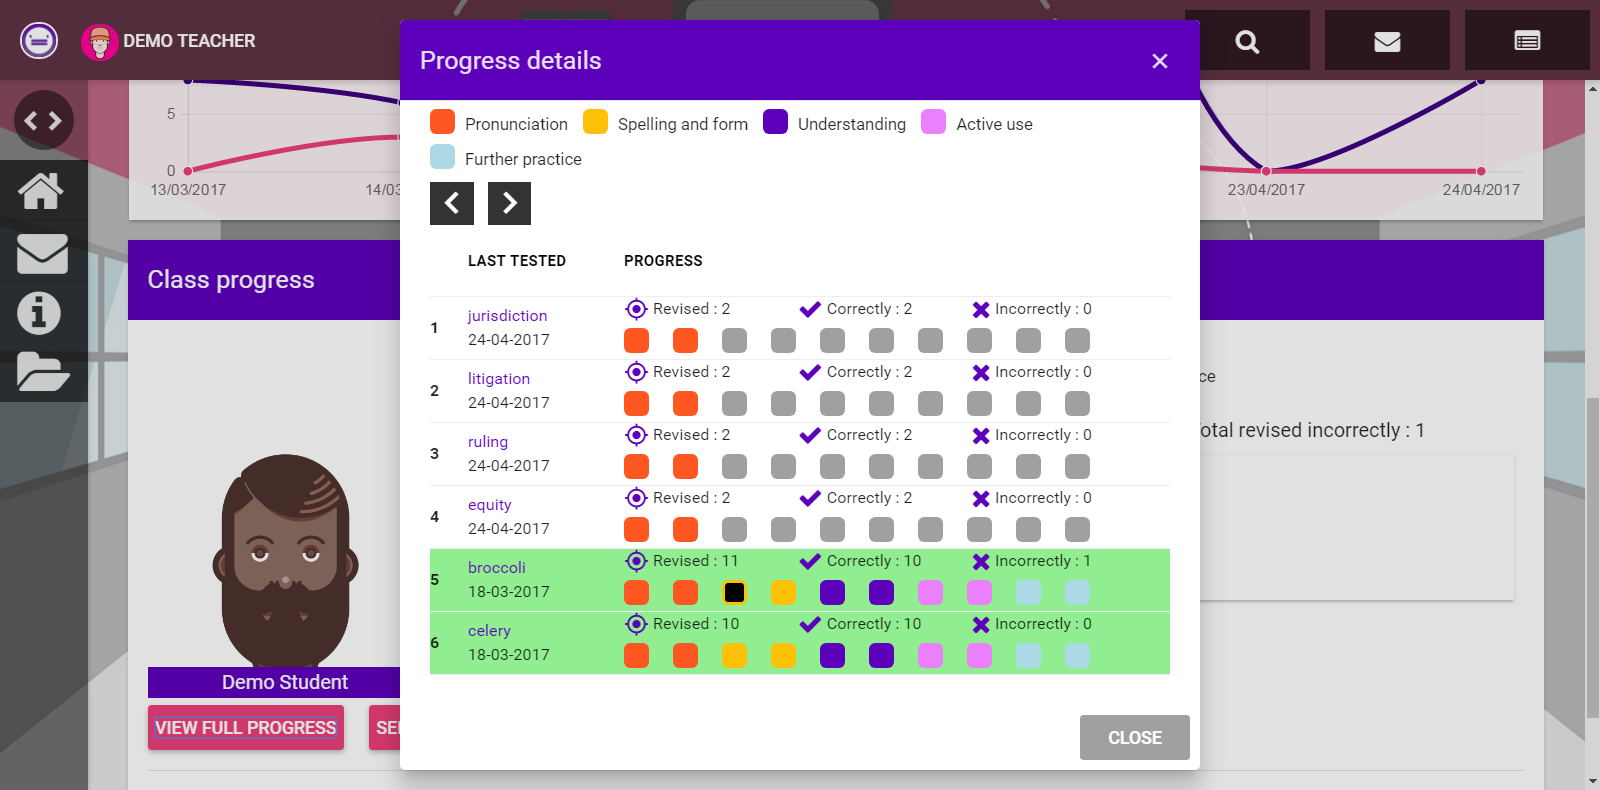 DEMO TEACHER
Progress details
5
0
13/03/2017
14/03
23/04/2017
24/04/2017
Pronunciation
Spelling and form
Understanding
Active use
Further practice
LAST TESTED
PROGRESS
1
jurisdiction
24-04-2017
Revised : 2
Correctly : 2
Incorrectly : 0
2
litigation
24-04-2017
Revised : 2
Correctly : 2
Incorrectly : 0
3
ruling
24-04-2017
Revised : 2
Correctly : 2
Incorrectly : 0
4
equity
24-04-2017
Revised : 2
Correctly : 2
Incorrectly : 0
5
broccoli
18-03-2017
Revised : 11
Correctly : 10
Incorrectly : 1
6
celery
18-03-2017
Revised : 10
Correctly : 10
Incorrectly : 0
CLOSE
Class progress
ce
otal revised incorrectly : 1
Demo Student
VIEW FULL PROGRESS